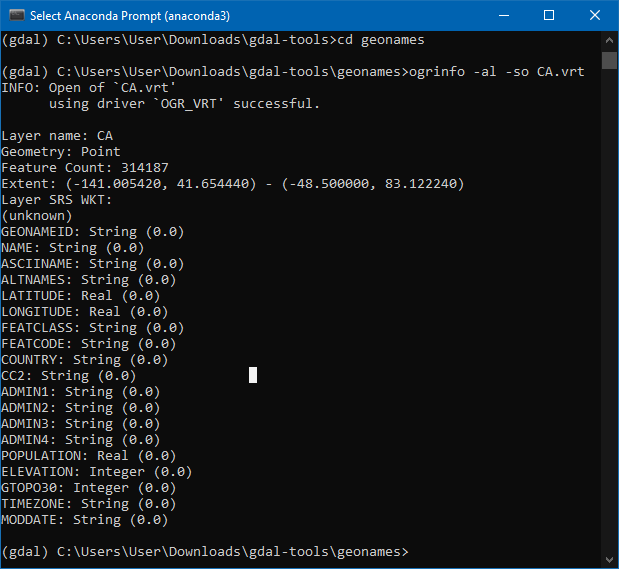 Select Anaconda Prompt (anaconda3)
(gdal) C:\Users\User\Downloads\gdal-tools>cd geonames
(gdal) C:\Users\User\Downloads\gdal-tools\geonames>ogrinfo -al -so CA.vrt
INFO: Open of `CA.vrt'
      using driver `OGR_VRT' successful.
Layer name: CA
Geometry: Point
Feature Count: 314187
Extent: (-141.005420, 41.654440) - (-48.500000, 83.122240)
Layer SRS WKT:
(unknown)
GEONAMEID: String (0.0)
NAME: String (0.0)
ASCIINAME: String (0.0)
ALTNAMES: String (0.0)
LATITUDE: Real (0.0)
LONGITUDE: Real (0.0)
FEATCLASS: String (0.0)
FEATCODE: String (0.0)
COUNTRY: String (0.0)
CC2: String (0.0)
ADMIN1: String (0.0)
ADMIN2: String (0.0)
ADMIN3: String (0.0)
ADMIN4: String (0.0)
POPULATION: Real (0.0)
ELEVATION: Integer (0.0)
GTOPO30: Integer (0.0)
TIMEZONE: String (0.0)
MODDATE: String (0.0)
(gdal) C:\Users\User\Downloads\gdal-tools\geonames>